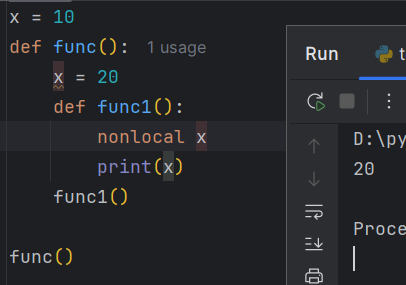 x = 10
def func(): 1 usage
    x = 20
    def func1():
        nonlocal x
        print(x)
    func1()
func()
Run
D:\py
20
Proce